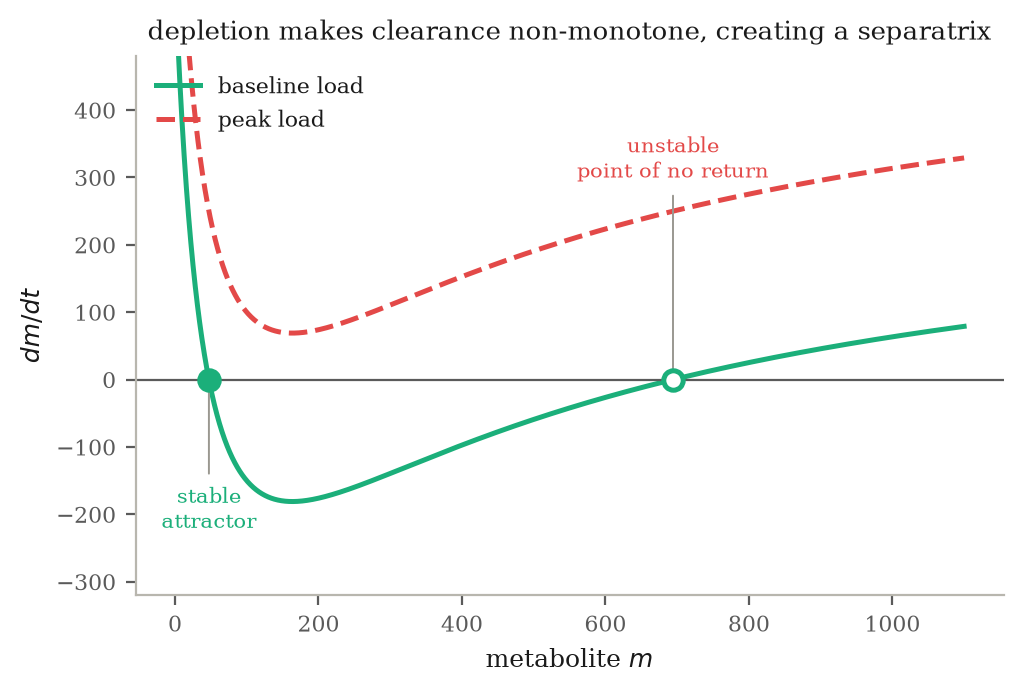 depletion makes clearance non-monotone, creating a separatrix
baseline load
peak load
unstable
point of no return
stable
attractor
dm/dt
400
300
200
100
0
−100
−200
−300
0
200
400
600
800
1000
metabolite m